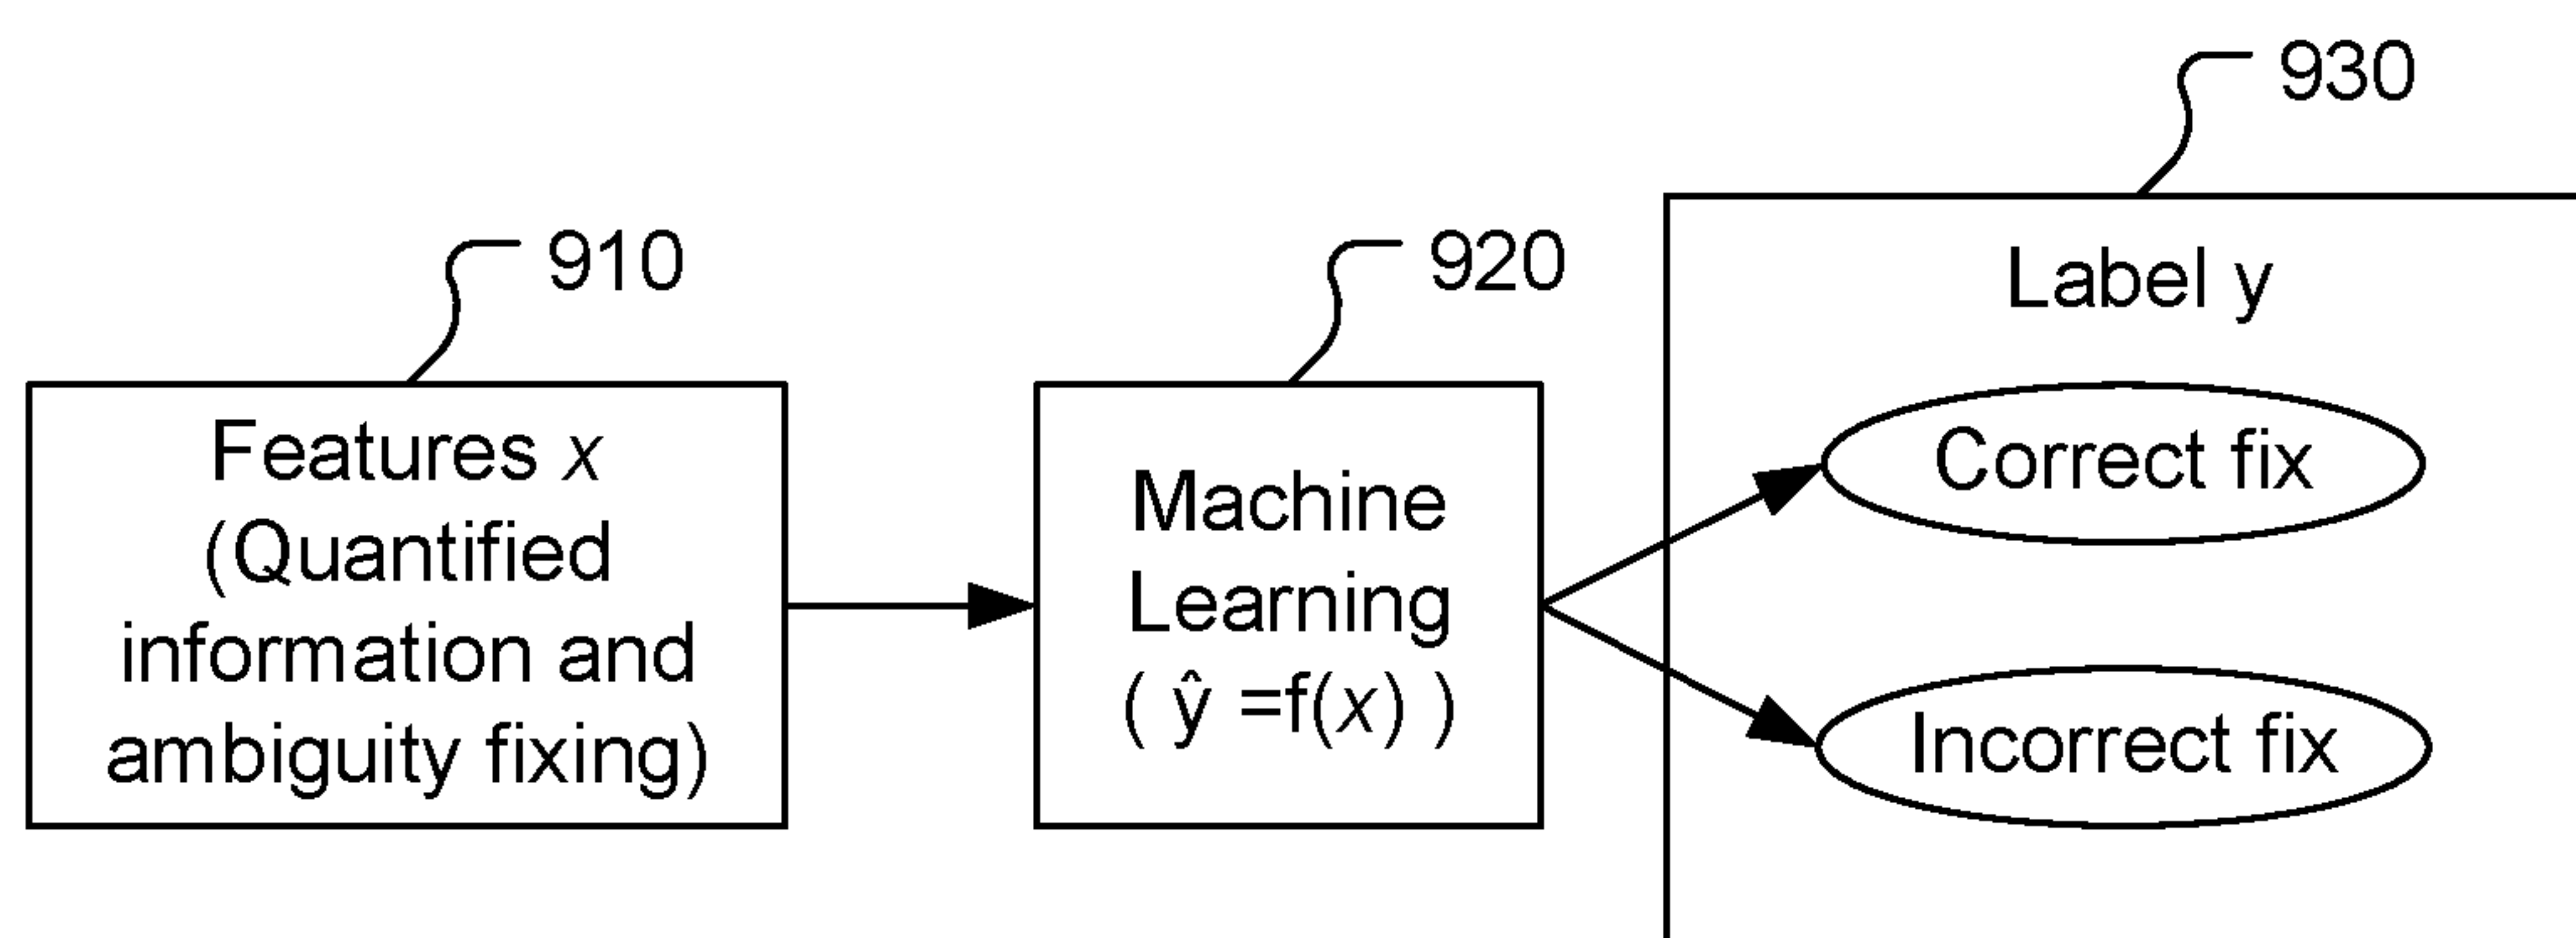 930
910
920
Label y
Features x
(Quantified
information and
ambiguity fixing)
Machine
Learning
( ŷ =f(x) )
Correct fix
Incorrect fix